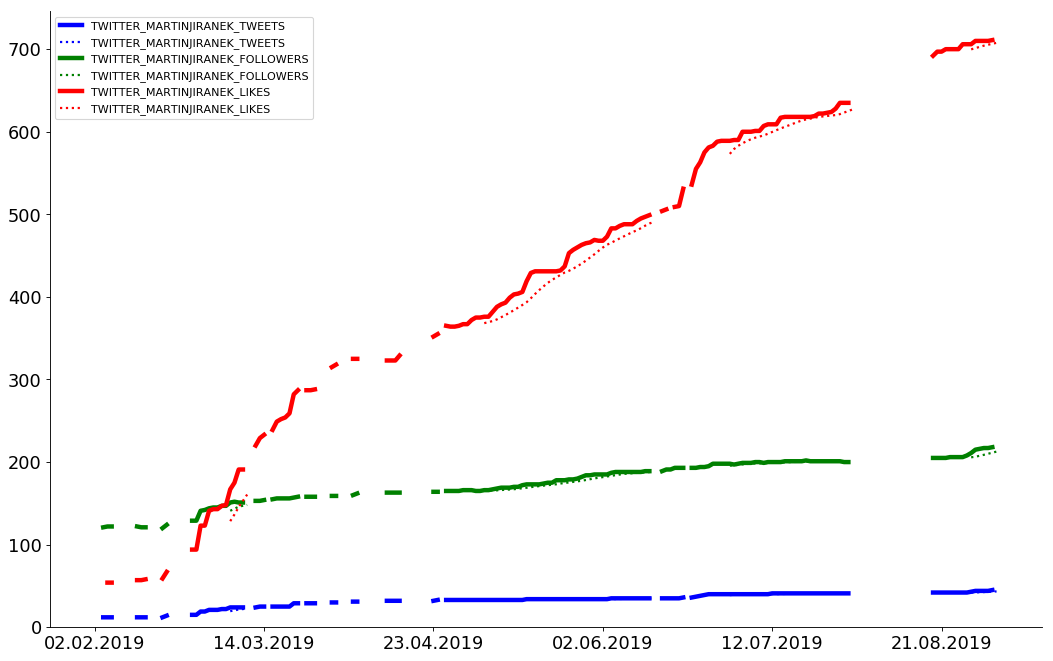 TWITTER_MARTINJIRANEK_TWEETS
TWITTER_MARTINJIRANEK_TWEETS
TWITTER_MARTINJIRANEK_FOLLOWERS
TWITTER_MARTINJIRANEK_FOLLOWERS
TWITTER_MARTINJIRANEK_LIKES
TWITTER_MARTINJIRANEK_LIKES
700
600
500
400
300
200
100
0
02.02.2019 14.03.2019 23.04.2019 02.06.2019 12.07.2019 21.08.2019